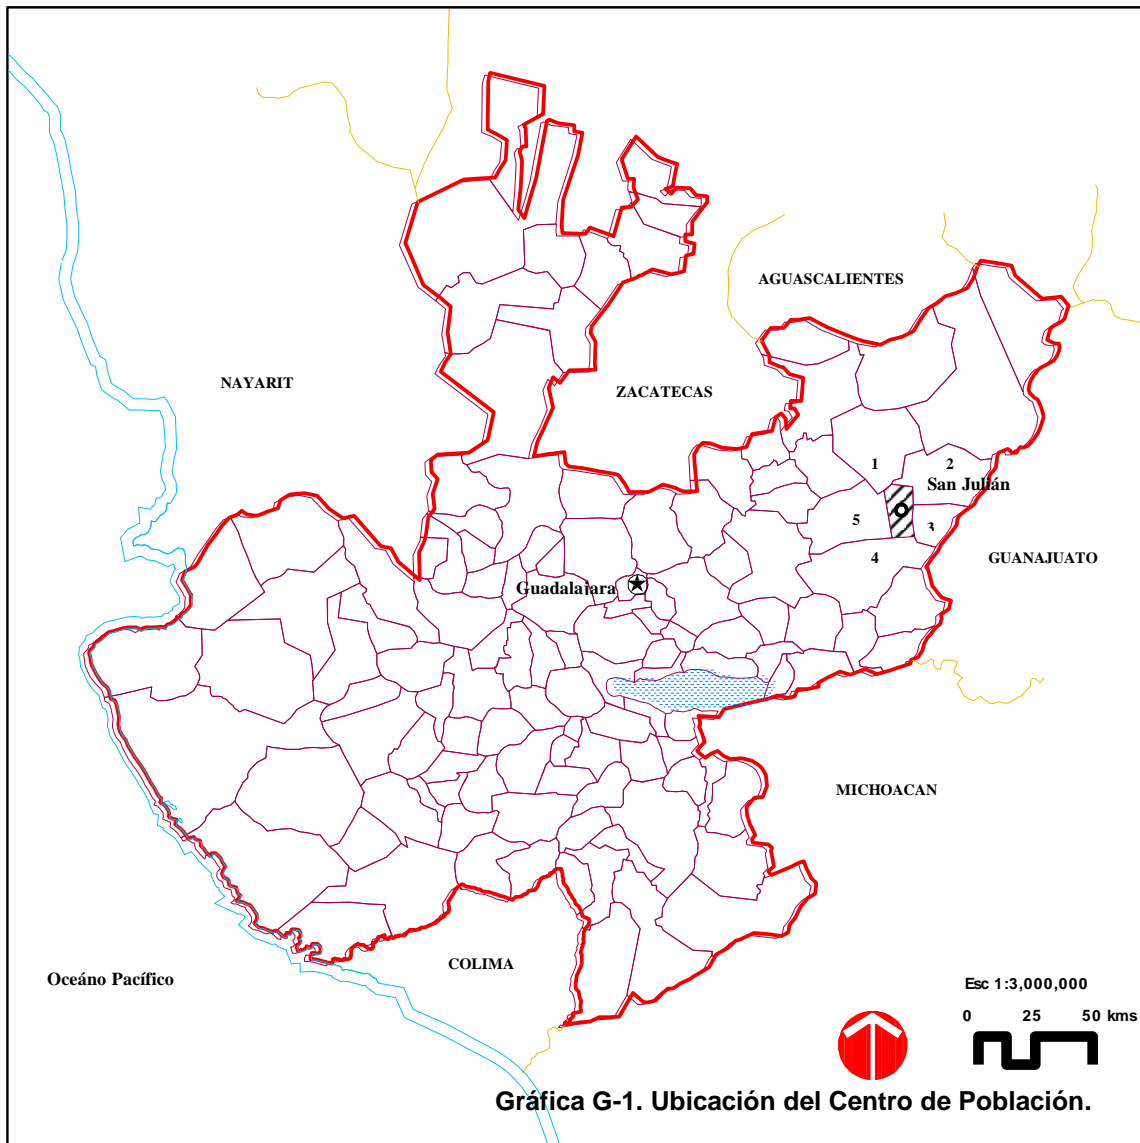 AGUASCALIENTES
NAYARIT
ZACATECAS
1
2
San Julián
5
3
GUANAJUATO
4
Guadalajara
MICHOACAN
COLIMA
Oceáno Pacífico
Esc 1:3,000,000
0 25 50 kms
Gráfica G-1. Ubicación del Centro de Población.